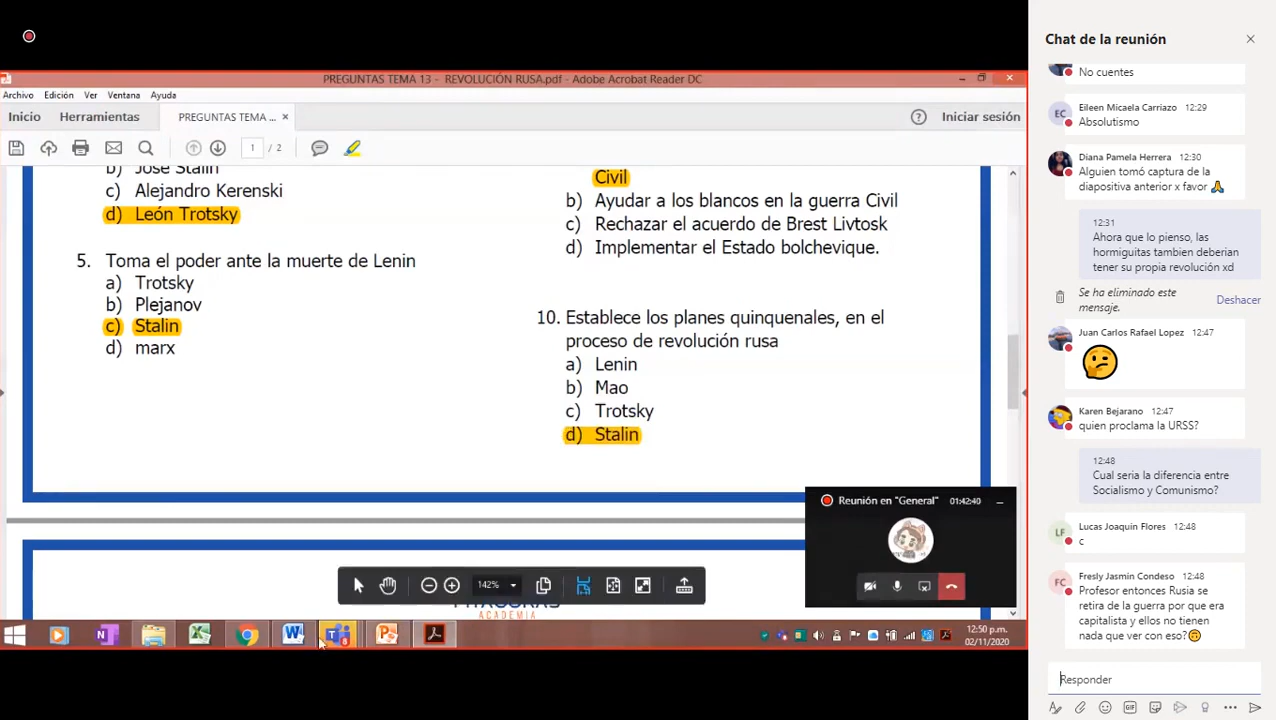 PREGUNTAS TEMA 13 - REVOLUCIÓN RUSA.pdf - Adobe Acrobat Reader DC
Archivo Edición Ver Ventana Ayuda
Inicio Herramientas PREGUNTAS TEMA ... × Iniciar sesión
1 / 2
b) José Stalin
c) Alejandro Kerenski
d) León Trotsky
5. Toma el poder ante la muerte de Lenin
a) Trotsky
b) Plejanov
c) Stalin
d) marx
Civil
b) Ayudar a los blancos en la guerra Civil
c) Rechazar el acuerdo de Brest Livtosk
d) Implementar el Estado bolchevique.
10. Establece los planes quinquenales, en el
proceso de revolución rusa
a) Lenin
b) Mao
c) Trotsky
d) Stalin
Reunión en "General" 01:42:40
142%
PITÁGORAS
ACADEMIA
12:50 p.m.
02/11/2020
Chat de la reunión
No cuentes
EC
Eileen Micaela Carriazo 12:29
Absolutismo
Diana Pamela Herrera 12:30
Alguien tomó captura de la
diapositiva anterior x favor 🙏
12:31
Ahora que lo pienso, las
hormiguitas tambien deberian
tener su propia revolución xd
Se ha eliminado este
mensaje.
Deshacer
Juan Carlos Rafael Lopez 12:47
🤔
Karen Bejarano 12:47
quien proclama la URSS?
12:48
Cual seria la diferencia entre
Socialismo y Comunismo?
LF
Lucas Joaquín Flores 12:48
c
FC
Fresly Jasmin Condeso 12:48
Profesor entonces Rusia se
retira de la guerra por que era
capitalista y ellos no tienen
nada que ver con eso?🙃
Responder